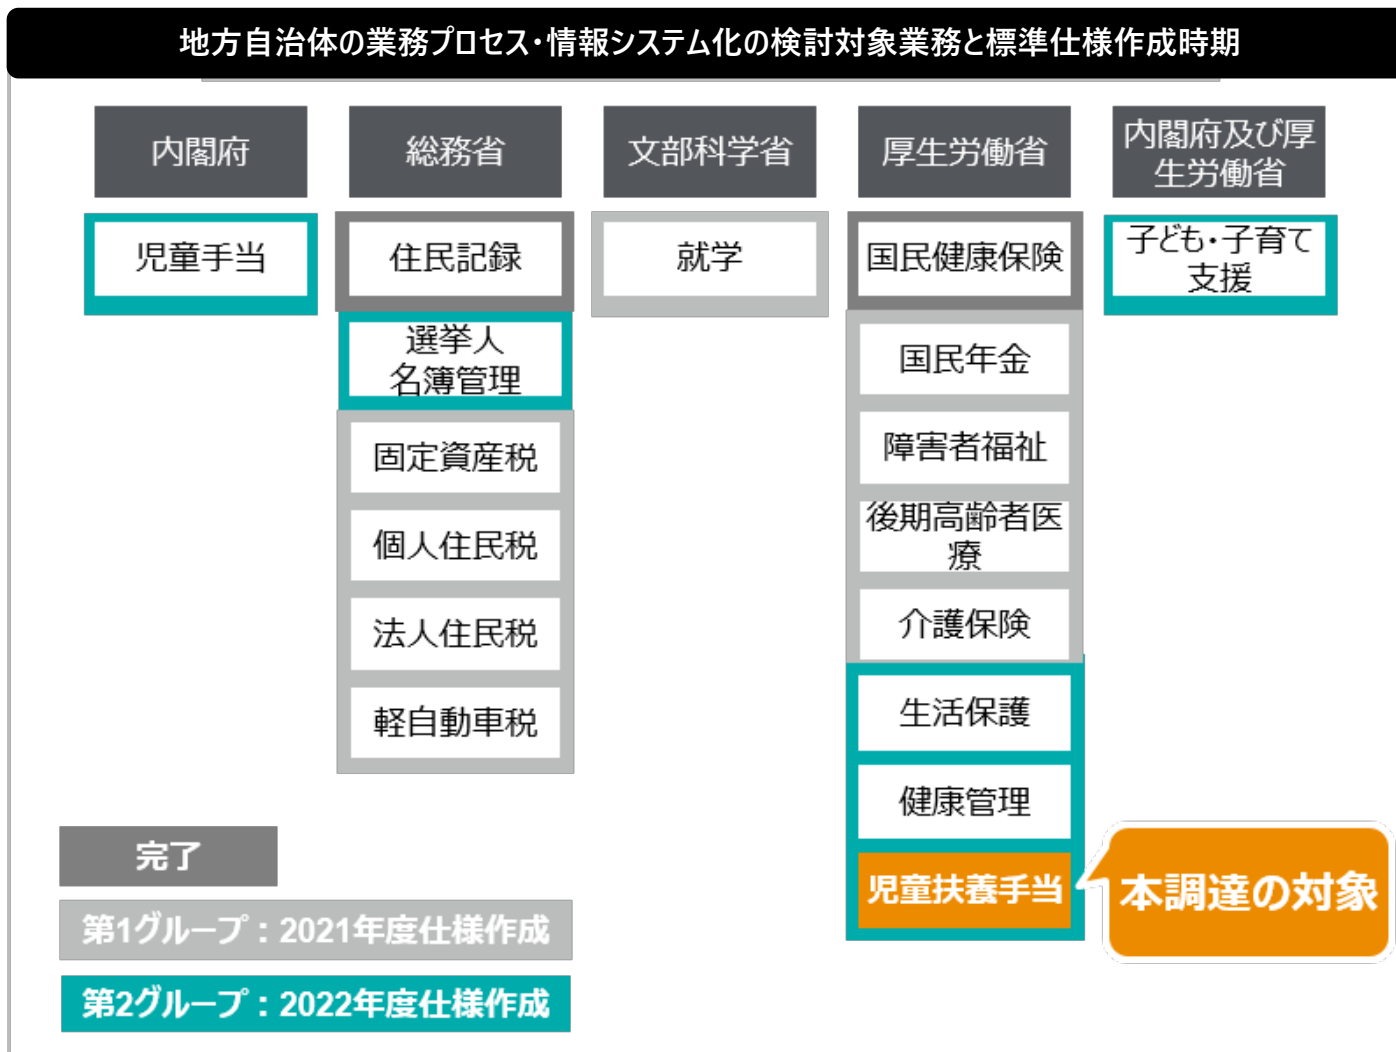 地方自治体の業務プロセス・情報システム化の検討対象業務と標準仕様作成時期
内閣府
児童手当
総務省
住民記録
選挙人
名簿管理
固定資産税
個人住民税
法人住民税
軽自動車税
文部科学省
就学
厚生労働省
国民健康保険
国民年金
障害者福祉
後期高齢者医
療
介護保険
生活保護
健康管理
児童扶養手当
本調達の対象
内閣府及び厚
生労働省
子ども・子育て
支援
完了
第1グループ：2021年度仕様作成
第2グループ：2022年度仕様作成